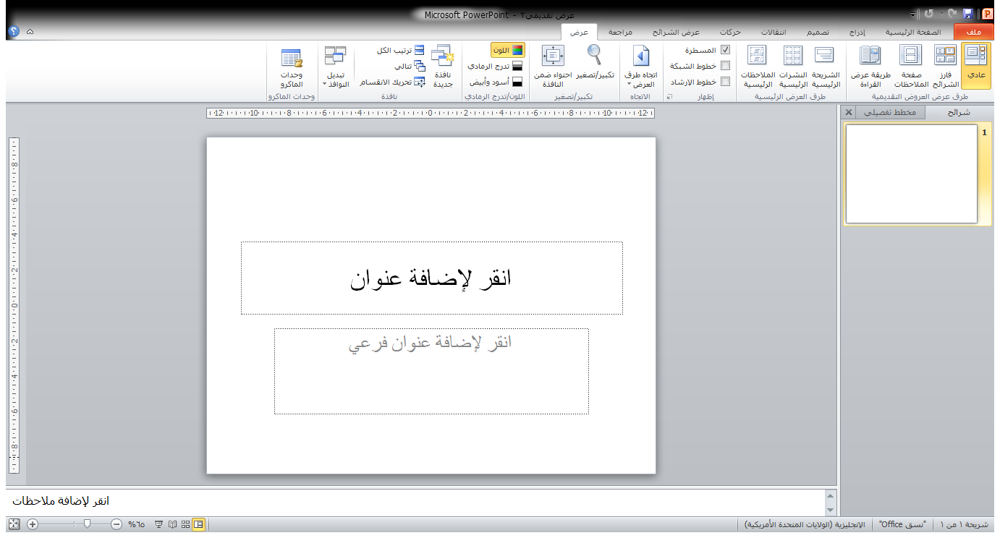 عرض تقديمي٢ - Microsoft PowerPoint
ملف الصفحة الرئيسية إدراج تصميم انتقالات حركات عرض الشرائح مراجعة عرض
عادي
فارز الشرائح
صفحة الملاحظات
طريقة عرض القراءة
طرق عرض العروض التقديمية
الشريحة الرئيسية
النشرات الرئيسية
الملاحظات الرئيسية
طرق العرض الرئيسية
المسطرة
خطوط الشبكة
خطوط الإرشاد
إظهار
اتجاه طرق العرض
الاتجاه
تكبير/تصغير
احتواء ضمن النافذة
تكبير/تصغير
اللون
تدرج الرمادي
أسود وأبيض
اللون/تدرج الرمادي
نافذة جديدة
ترتيب الكل
تتالي
تحريك الانقسام
تبديل النوافذ
نافذة
وحدات الماكرو
وحدات الماكرو
شرائح مخطط تفصيلي
1
12 10 8 6 4 2 0 2 4 6 8 10 12
8 6 4 2 0 2 4 6 8
انقر لإضافة عنوان
انقر لإضافة عنوان فرعي
انقر لإضافة ملاحظات
شريحة ١ من ١ "نسق Office" الإنجليزية (الولايات المتحدة الأمريكية) ٦٥%